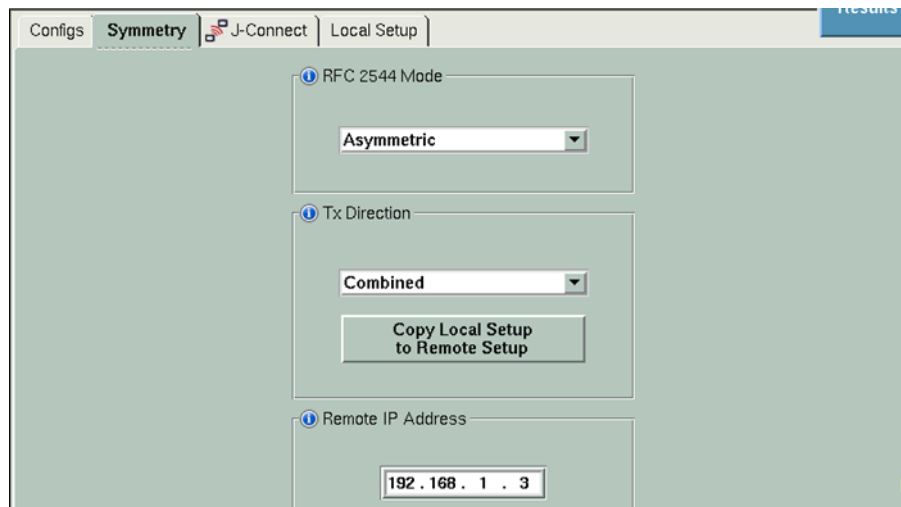 Results
Configs Symmetry J-Connect Local Setup
RFC 2544 Mode
Asymmetric
Tx Direction
Combined
Copy Local Setup
to Remote Setup
Remote IP Address
192 . 168 . 1 . 3